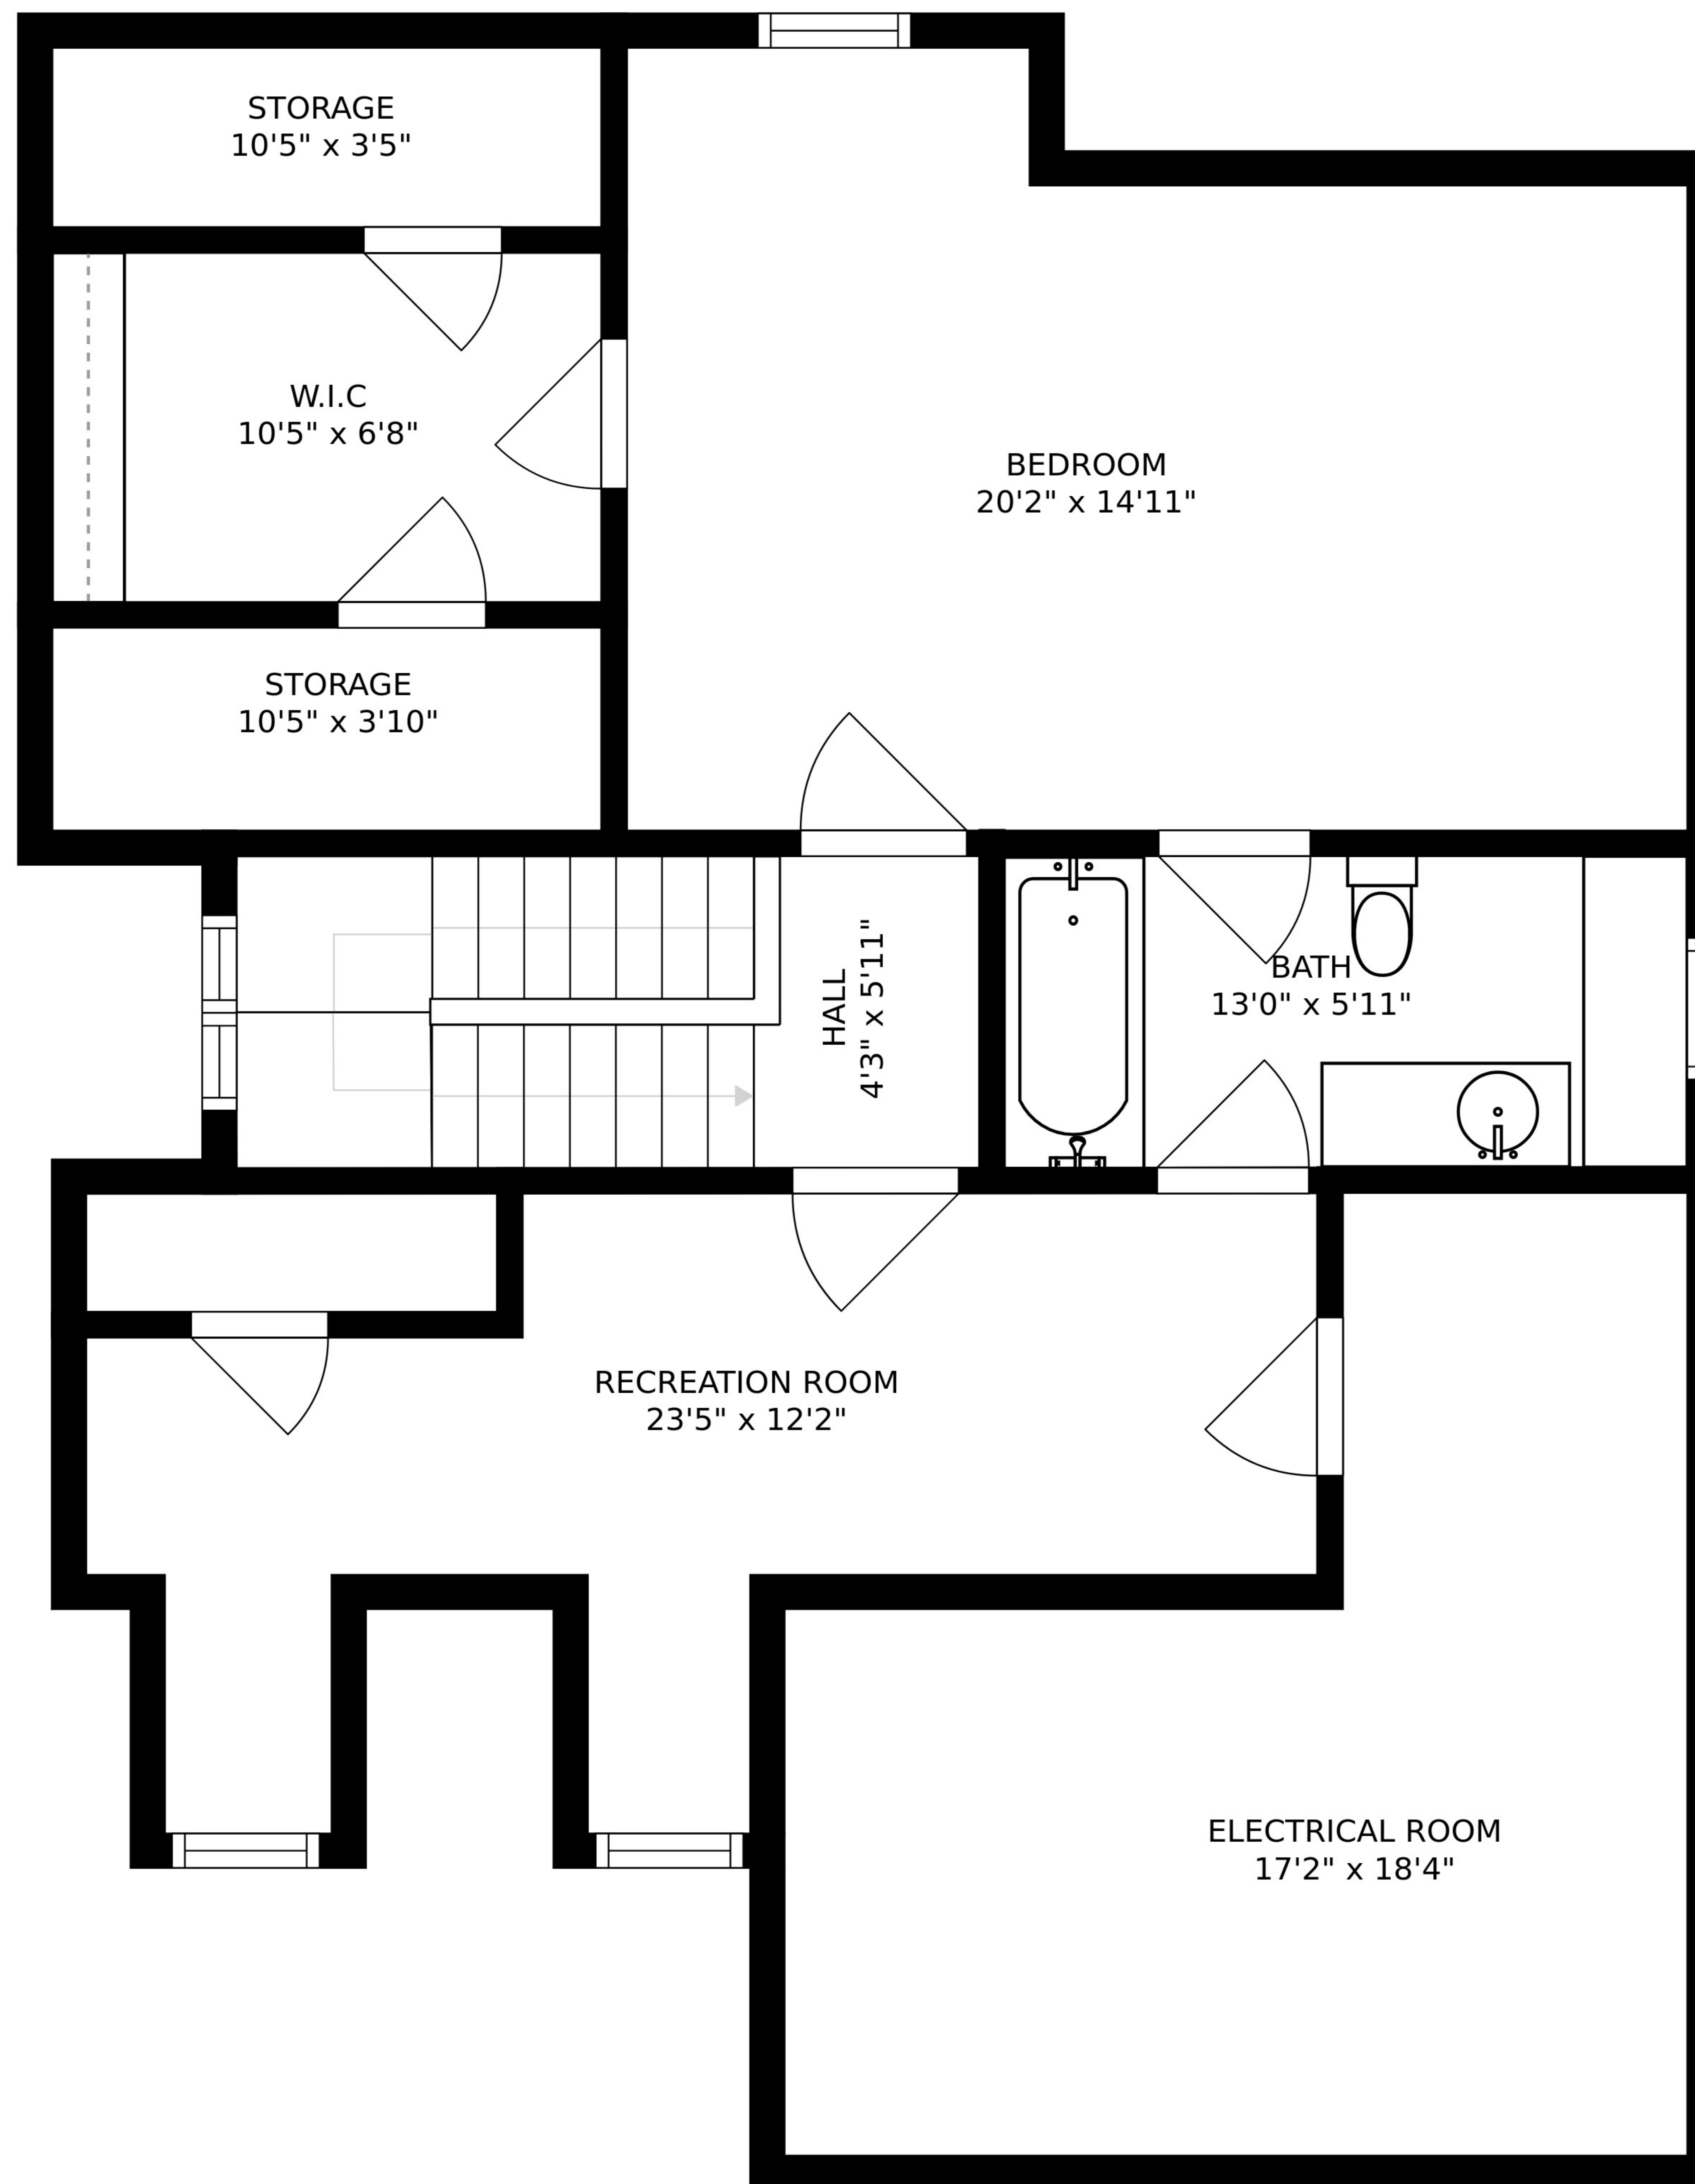 STORAGE
10'5" x 3'5"
W.I.C
10'5" x 6'8"
BEDROOM
20'2" x 14'11"
STORAGE
10'5" x 3'10"
HALL
4'3" x 5'11"
BATH
13'0" x 5'11"
RECREATION ROOM
23'5" x 12'2"
ELECTRICAL ROOM
17'2" x 18'4"